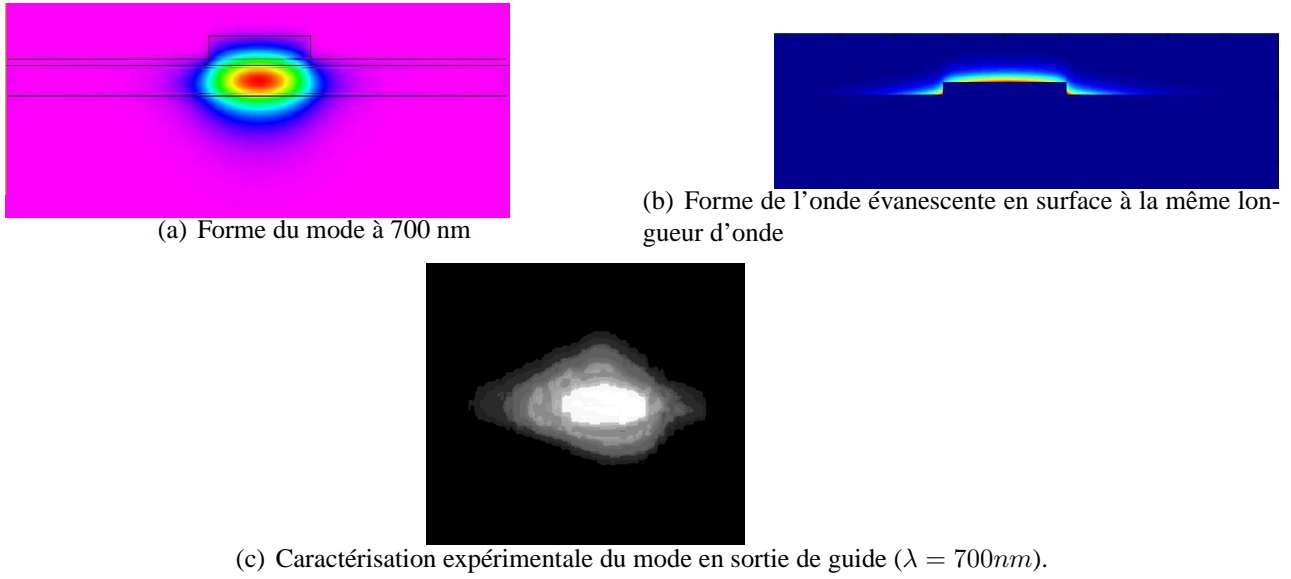 (a) Forme du mode à 700 nm
(b) Forme de l'onde évanescente en surface à la même lon-
gueur d'onde
(c) Caractérisation expérimentale du mode en sortie de guide (λ = 700nm).